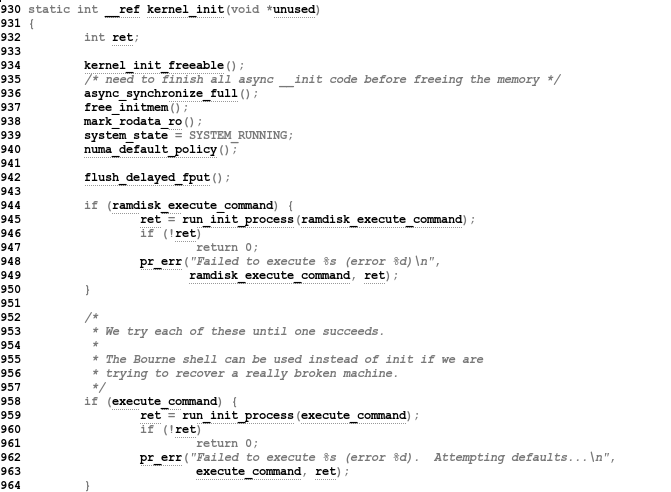 930 static int __ref kernel_init(void *unused)
931 {
932         int ret;
933
934         kernel_init_freeable();
935         /* need to finish all async __init code before freeing the memory */
936         async_synchronize_full();
937         free_initmem();
938         mark_rodata_ro();
939         system_state = SYSTEM_RUNNING;
940         numa_default_policy();
941
942         flush_delayed_fput();
943
944         if (ramdisk_execute_command) {
945                 ret = run_init_process(ramdisk_execute_command);
946                 if (!ret)
947                         return 0;
948                 pr_err("Failed to execute %s (error %d)\n",
949                        ramdisk_execute_command, ret);
950         }
951
952         /*
953          * We try each of these until one succeeds.
954          *
955          * The Bourne shell can be used instead of init if we are
956          * trying to recover a really broken machine.
957          */
958         if (execute_command) {
959                 ret = run_init_process(execute_command);
960                 if (!ret)
961                         return 0;
962                 pr_err("Failed to execute %s (error %d).  Attempting defaults...\n",
963                         execute_command, ret);
964         }